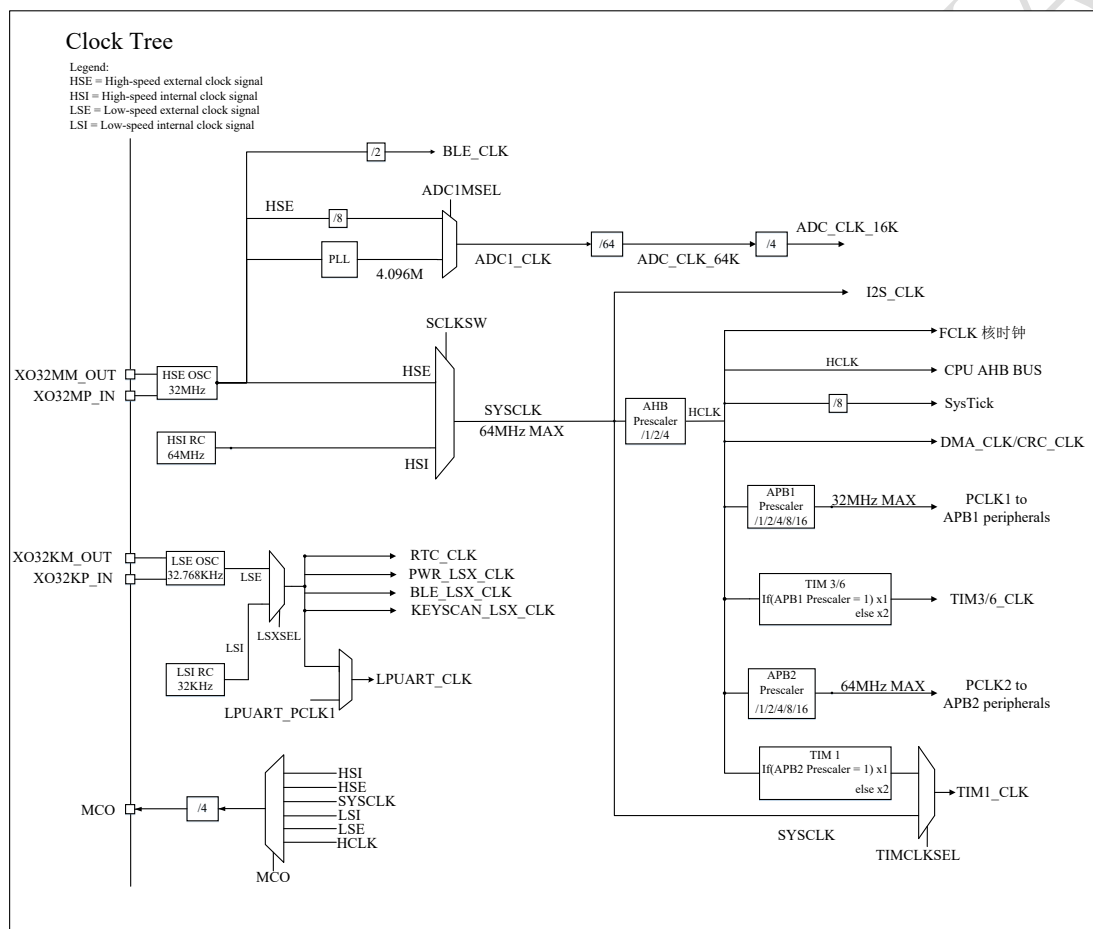 Clock Tree
Legend:
HSE = High-speed external clock signal
HSI = High-speed internal clock signal
LSE = Low-speed external clock signal
LSI = Low-speed internal clock signal
/2
BLE_CLK
ADC1MSEL
HSE
/8
PLL
4.096M
ADC1_CLK
/64
ADC_CLK_64K
/4
ADC_CLK_16K
I2S_CLK
SCLKSW
XO32MM_OUT
XO32MP_IN
HSE OSC
32MHz
HSE
HSI RC
64MHz
HSI
SYSCLK
64MHz MAX
AHB
Prescaler
/1/2/4
HCLK
FCLK 核时钟
HCLK
CPU AHB BUS
/8
SysTick
DMA_CLK/CRC_CLK
APB1
Prescaler
/1/2/4/8/16
32MHz MAX
PCLK1 to
APB1 peripherals
TIM 3/6
If(APB1 Prescaler = 1) x1
else x2
TIM3/6_CLK
APB2
Prescaler
/1/2/4/8/16
64MHz MAX
PCLK2 to
APB2 peripherals
TIM 1
If(APB2 Prescaler = 1) x1
else x2
TIM1_CLK
SYSCLK
TIMCLKSEL
XO32KM_OUT
XO32KP_IN
LSE OSC
32.768KHz
LSE
LSI
LSXSEL
LSI RC
32KHz
RTC_CLK
PWR_LSX_CLK
BLE_LSX_CLK
KEYSCAN_LSX_CLK
LPUART_CLK
LPUART_PCLK1
MCO
/4
HSI
HSE
SYSCLK
LSI
LSE
HCLK
MCO